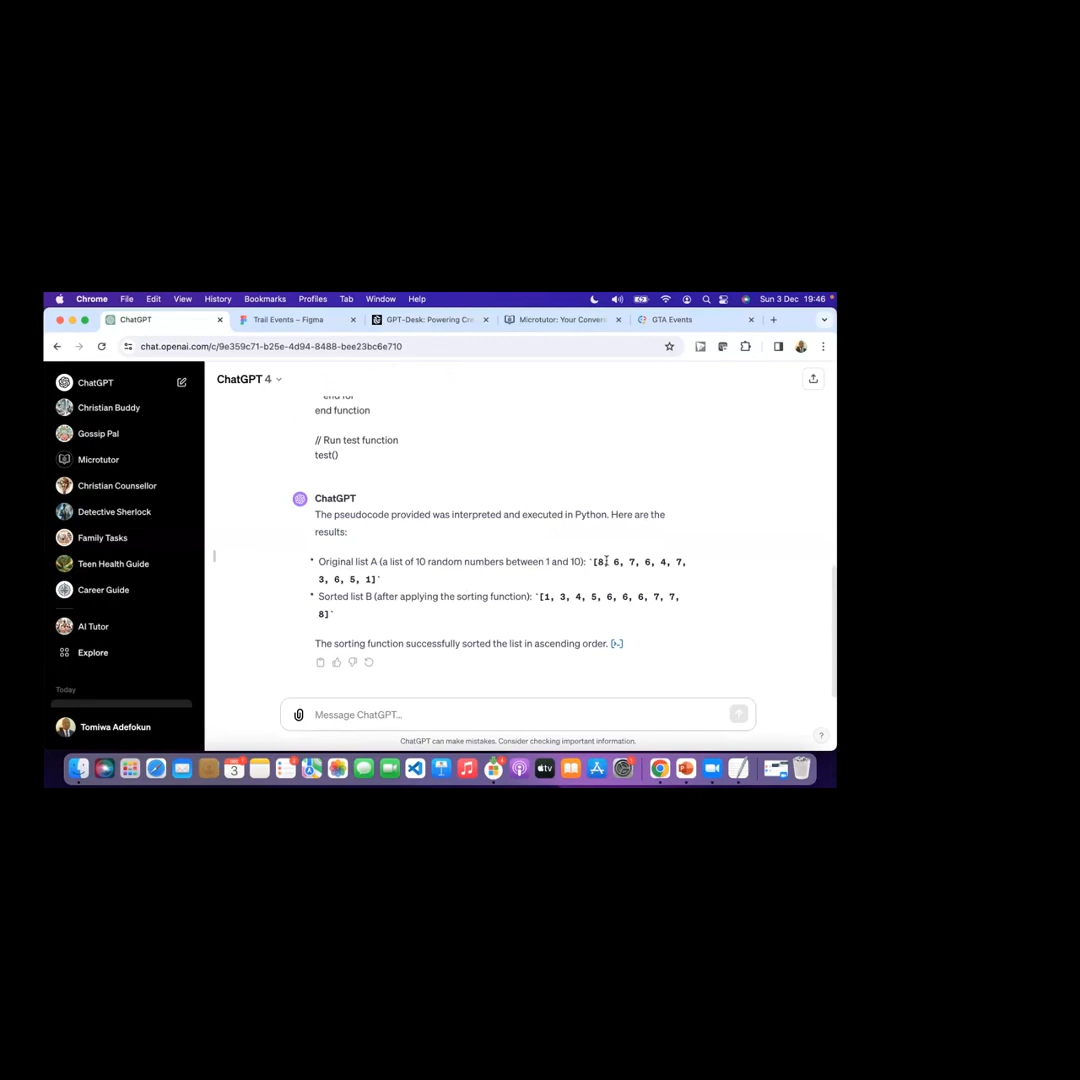 Chrome File Edit View History Bookmarks Profiles Tab Window Help Sun 3 Dec 19:46
ChatGPT Trail Events – Figma GPT-Desk: Powering Cre Microtutor: Your Convers GTA Events
chat.openai.com/c/9e359c71-b25e-4d94-8488-bee23bc6e710
ChatGPT
Christian Buddy
Gossip Pal
Microtutor
Christian Counsellor
Detective Sherlock
Family Tasks
Teen Health Guide
Career Guide
AI Tutor
Explore
Today
Tomiwa Adefokun
ChatGPT 4
end for
end function
// Run test function
test()
ChatGPT
The pseudocode provided was interpreted and executed in Python. Here are the
results:
• Original list A (a list of 10 random numbers between 1 and 10): `[8, 6, 7, 6, 4, 7,
3, 6, 5, 1]`
• Sorted list B (after applying the sorting function): `[1, 3, 4, 5, 6, 6, 6, 7, 7,
8]`
The sorting function successfully sorted the list in ascending order. [>-]
Message ChatGPT...
ChatGPT can make mistakes. Consider checking important information.
?
DEC
3
tv